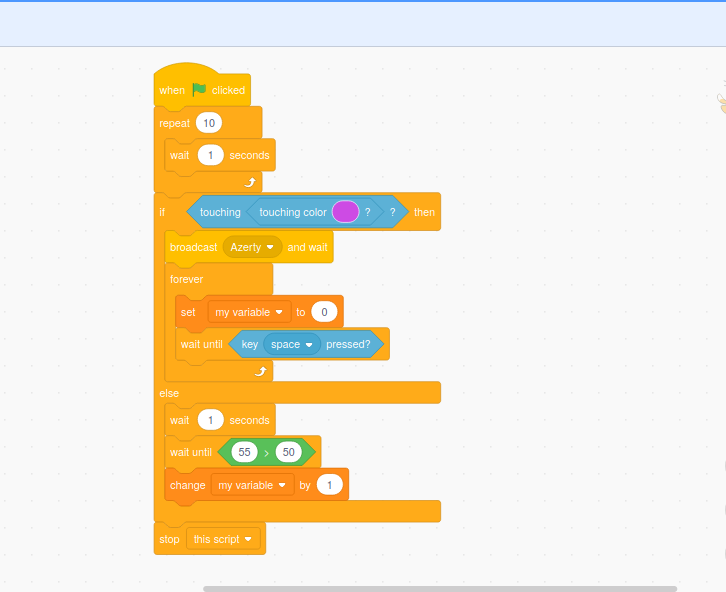 when clicked
repeat 10
wait 1 seconds
if touching touching color ? ? then
broadcast Azerty and wait
forever
set my variable to 0
wait until key space pressed?
else
wait 1 seconds
wait until 55 > 50
change my variable by 1
stop this script